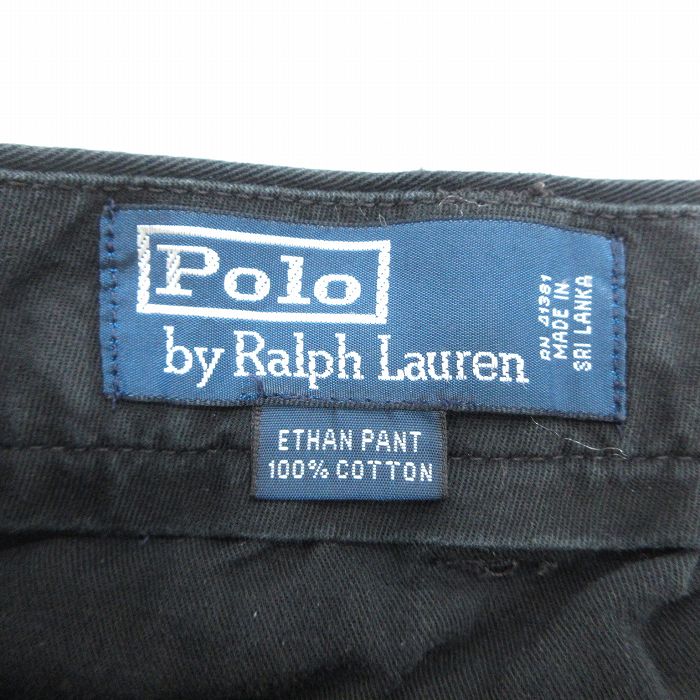 Polo
by Ralph Lauren
RN 41381
MADE IN
SRI LANKA
ETHAN PANT
100% COTTON